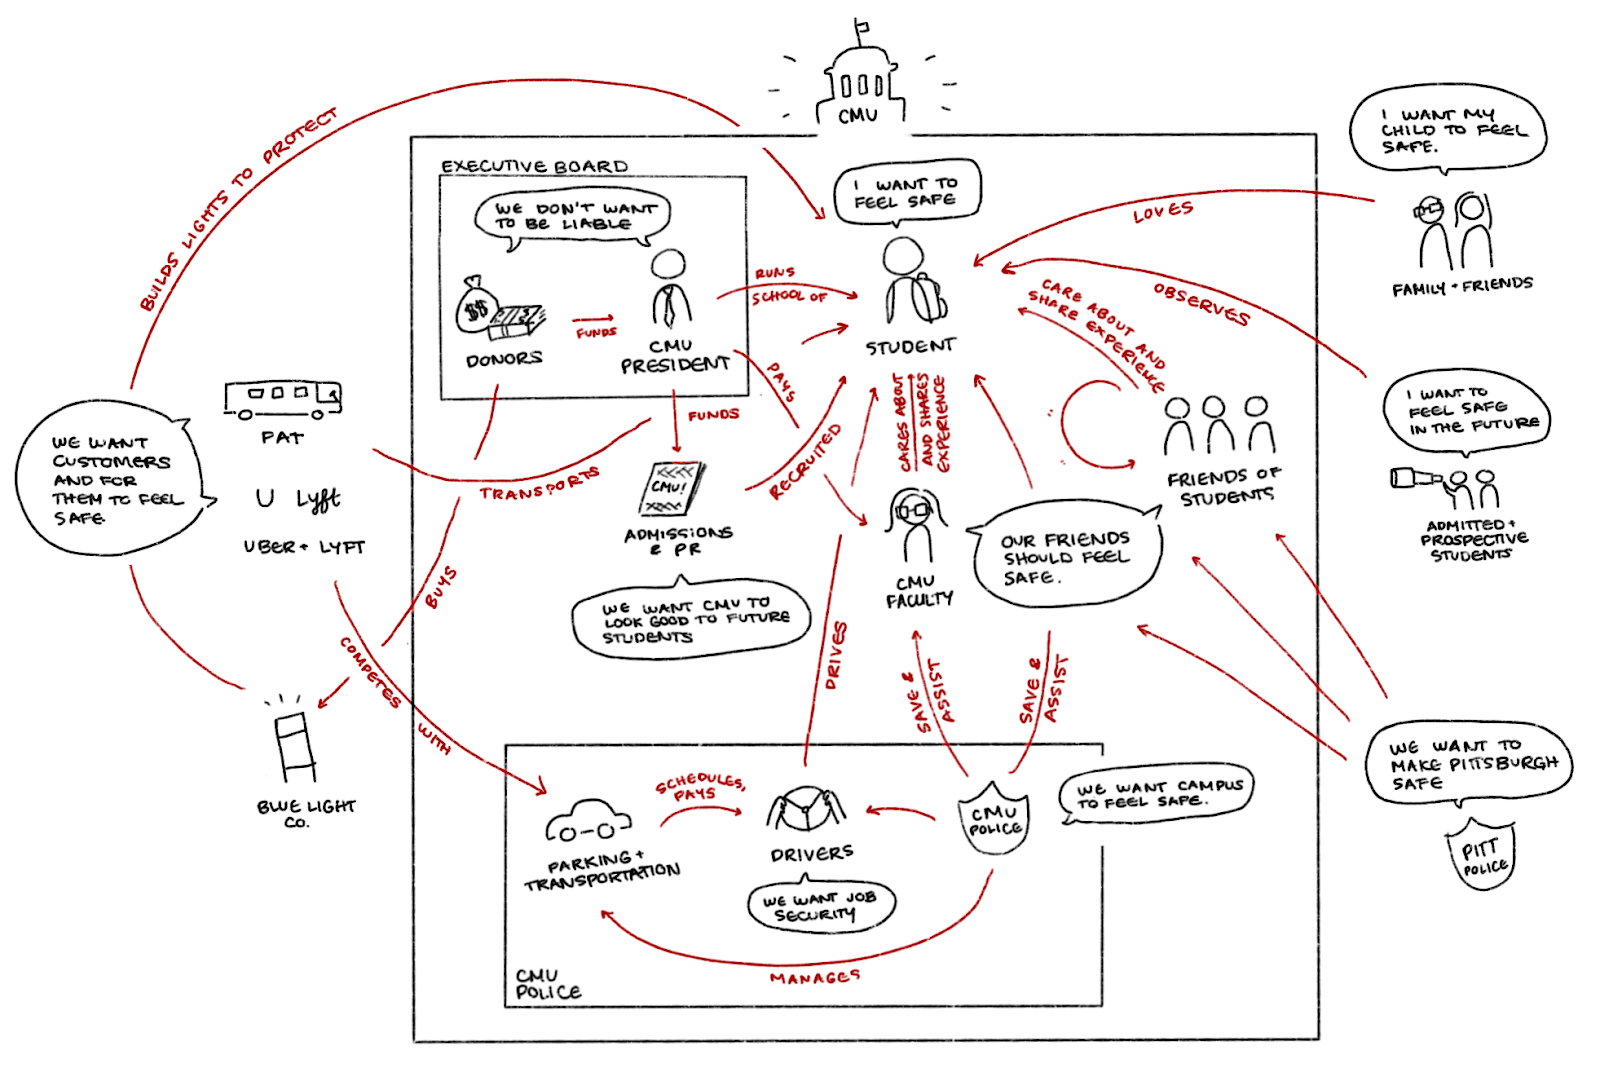 CMU
EXECUTIVE BOARD
WE DON'T WANT
TO BE LIABLE
DONORS
$$
FUNDS
CMU
PRESIDENT
RUNS
SCHOOL OF
I WANT TO
FEEL SAFE
STUDENT
LOVES
I WANT MY
CHILD TO FEEL
SAFE.
FAMILY + FRIENDS
OBSERVES
I WANT TO
FEEL SAFE
IN THE FUTURE
ADMITTED +
PROSPECTIVE
STUDENTS
CARE ABOUT AND
SHARE EXPERIENCE
FRIENDS OF
STUDENTS
BUILDS LIGHTS TO PROTECT
PAT
WE WANT
CUSTOMERS
AND FOR
THEM TO FEEL
SAFE.
U Lyft
UBER + LYFT
TRANSPORTS
PAYS
FUNDS
RECRUITED
CMU!
ADMISSIONS
& PR
WE WANT CMU TO
LOOK GOOD TO FUTURE
STUDENTS
CARES ABOUT
AND SHARES
EXPERIENCE
CMU
FACULTY
OUR FRIENDS
SHOULD FEEL
SAFE.
BUYS
COMPETES WITH
BLUE LIGHT
CO.
DRIVES
SAVE &
ASSIST
SAVE &
ASSIST
WE WANT TO
MAKE PITTSBURGH
SAFE
PITT
POLICE
SCHEDULES,
PAYS
PARKING +
TRANSPORTATION
DRIVERS
WE WANT JOB
SECURITY
CMU
POLICE
WE WANT CAMPUS
TO FEEL SAFE.
MANAGES
CMU
POLICE